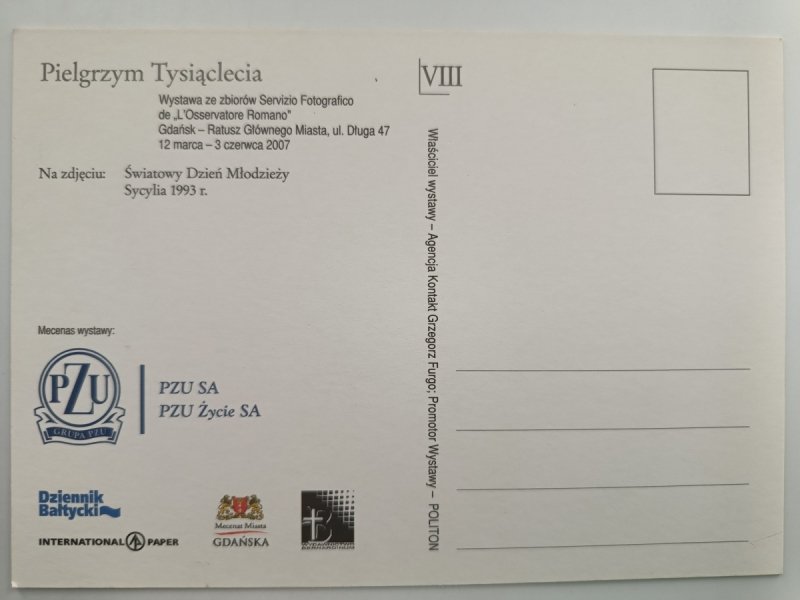 Pielgrzym Tysiąclecia
Wystawa ze zbiorów Servizio Fotografico
de „L'Osservatore Romano"
Gdańsk – Ratusz Głównego Miasta, ul. Długa 47
12 marca – 3 czerwca 2007
Na zdjęciu: Światowy Dzień Młodzieży
Sycylia 1993 r.
Mecenas wystawy:
PZU
GRUPA PZU
PZU SA
PZU Życie SA
Dziennik
Bałtycki
INTERNATIONAL PAPER
Mecenat Miasta
GDAŃSKA
WYDAWNICTWO
BERNARDINUM
VIII
Właściciel wystawy – Agencja Kontakt Grzegorz Furgo; Promotor Wystawy – POLITON